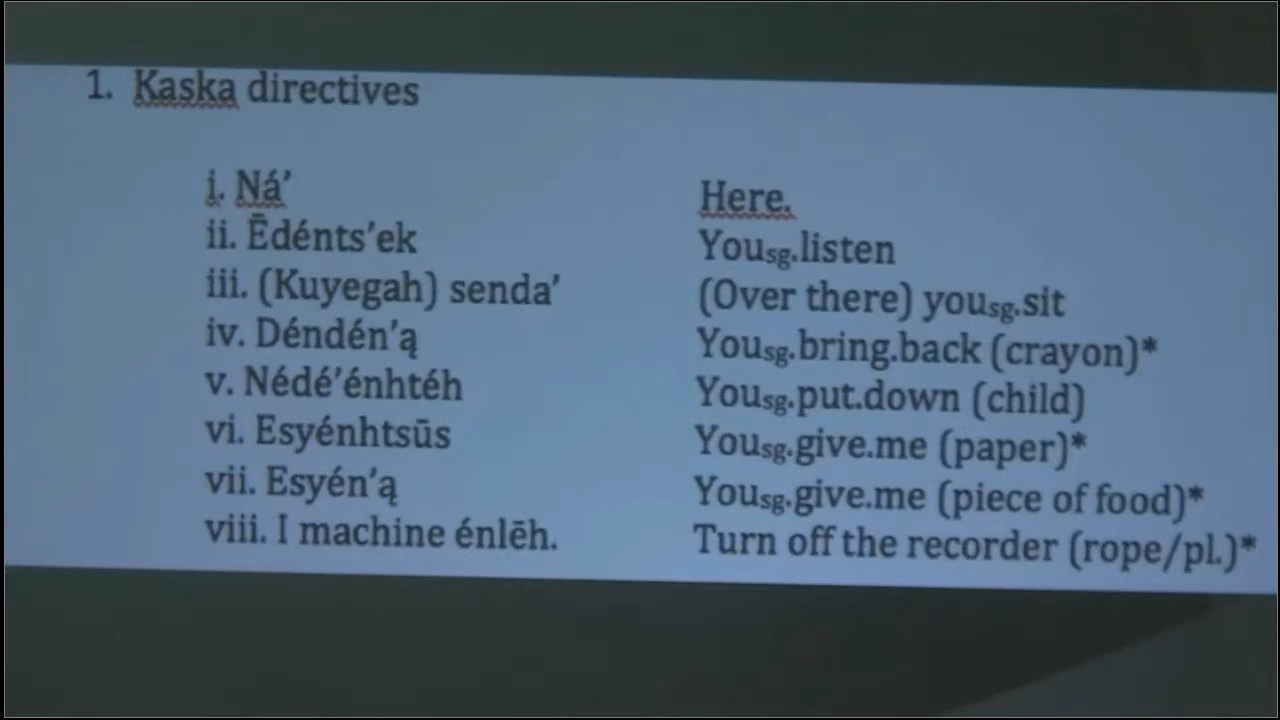 1. Kaska directives
i. Ná’ Here.
ii. Ēdénts’ek Yousg.listen
iii. (Kuyegah) senda’ (Over there) yousg.sit
iv. Déndén’ą Yousg.bring.back (crayon)*
v. Nédé’énhtéh Yousg.put.down (child)
vi. Esyénhtsūs Yousg.give.me (paper)*
vii. Esyén’ą Yousg.give.me (piece of food)*
viii. I machine énlēh. Turn off the recorder (rope/pl.)*